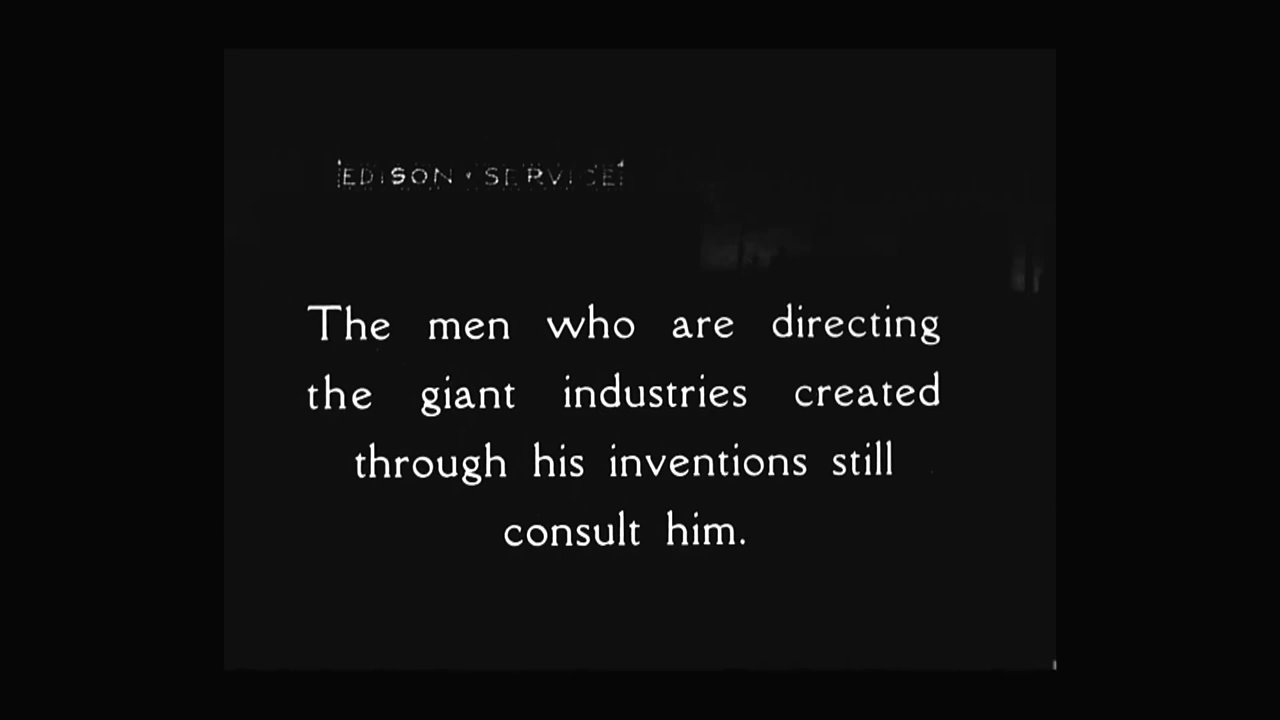 EDISON · SERVICE
The men who are directing
the giant industries created
through his inventions still
consult him.